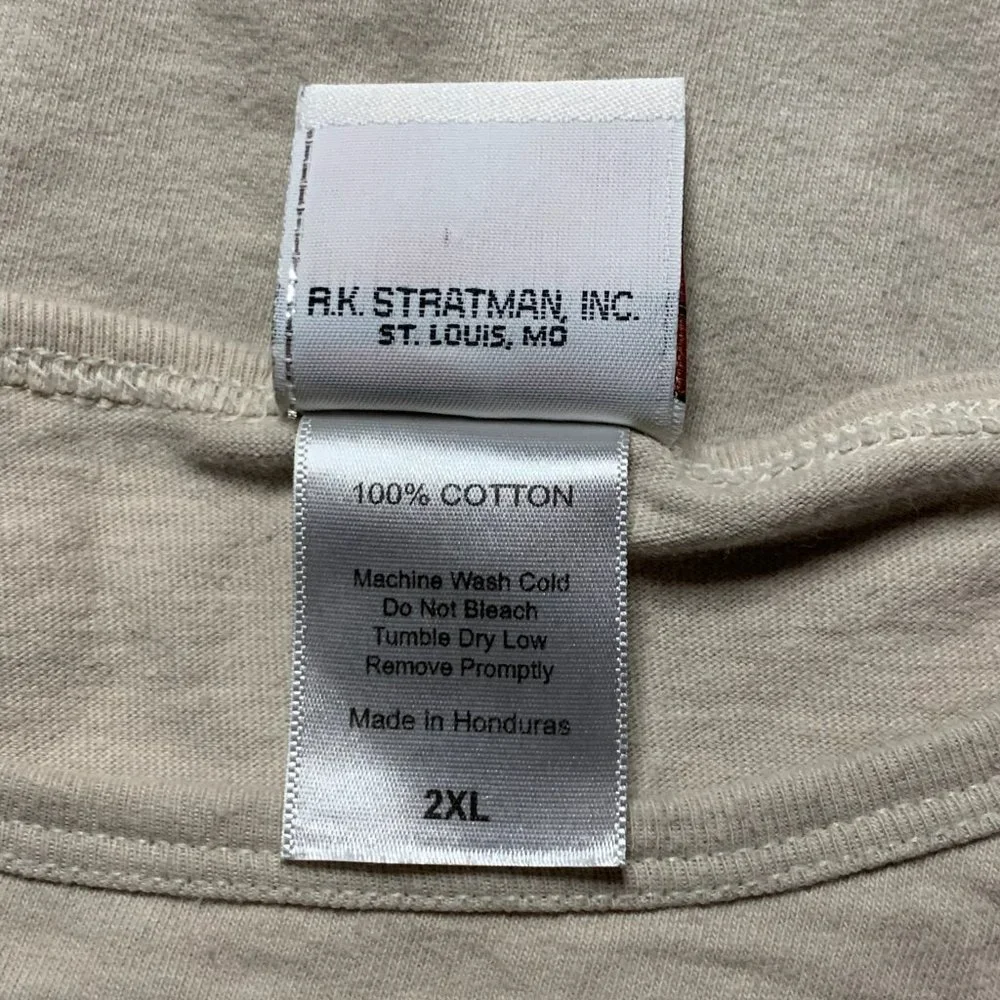 R.K. STRATMAN, INC.
ST. LOUIS, MO
100% COTTON
Machine Wash Cold
Do Not Bleach
Tumble Dry Low
Remove Promptly
Made in Honduras
2XL